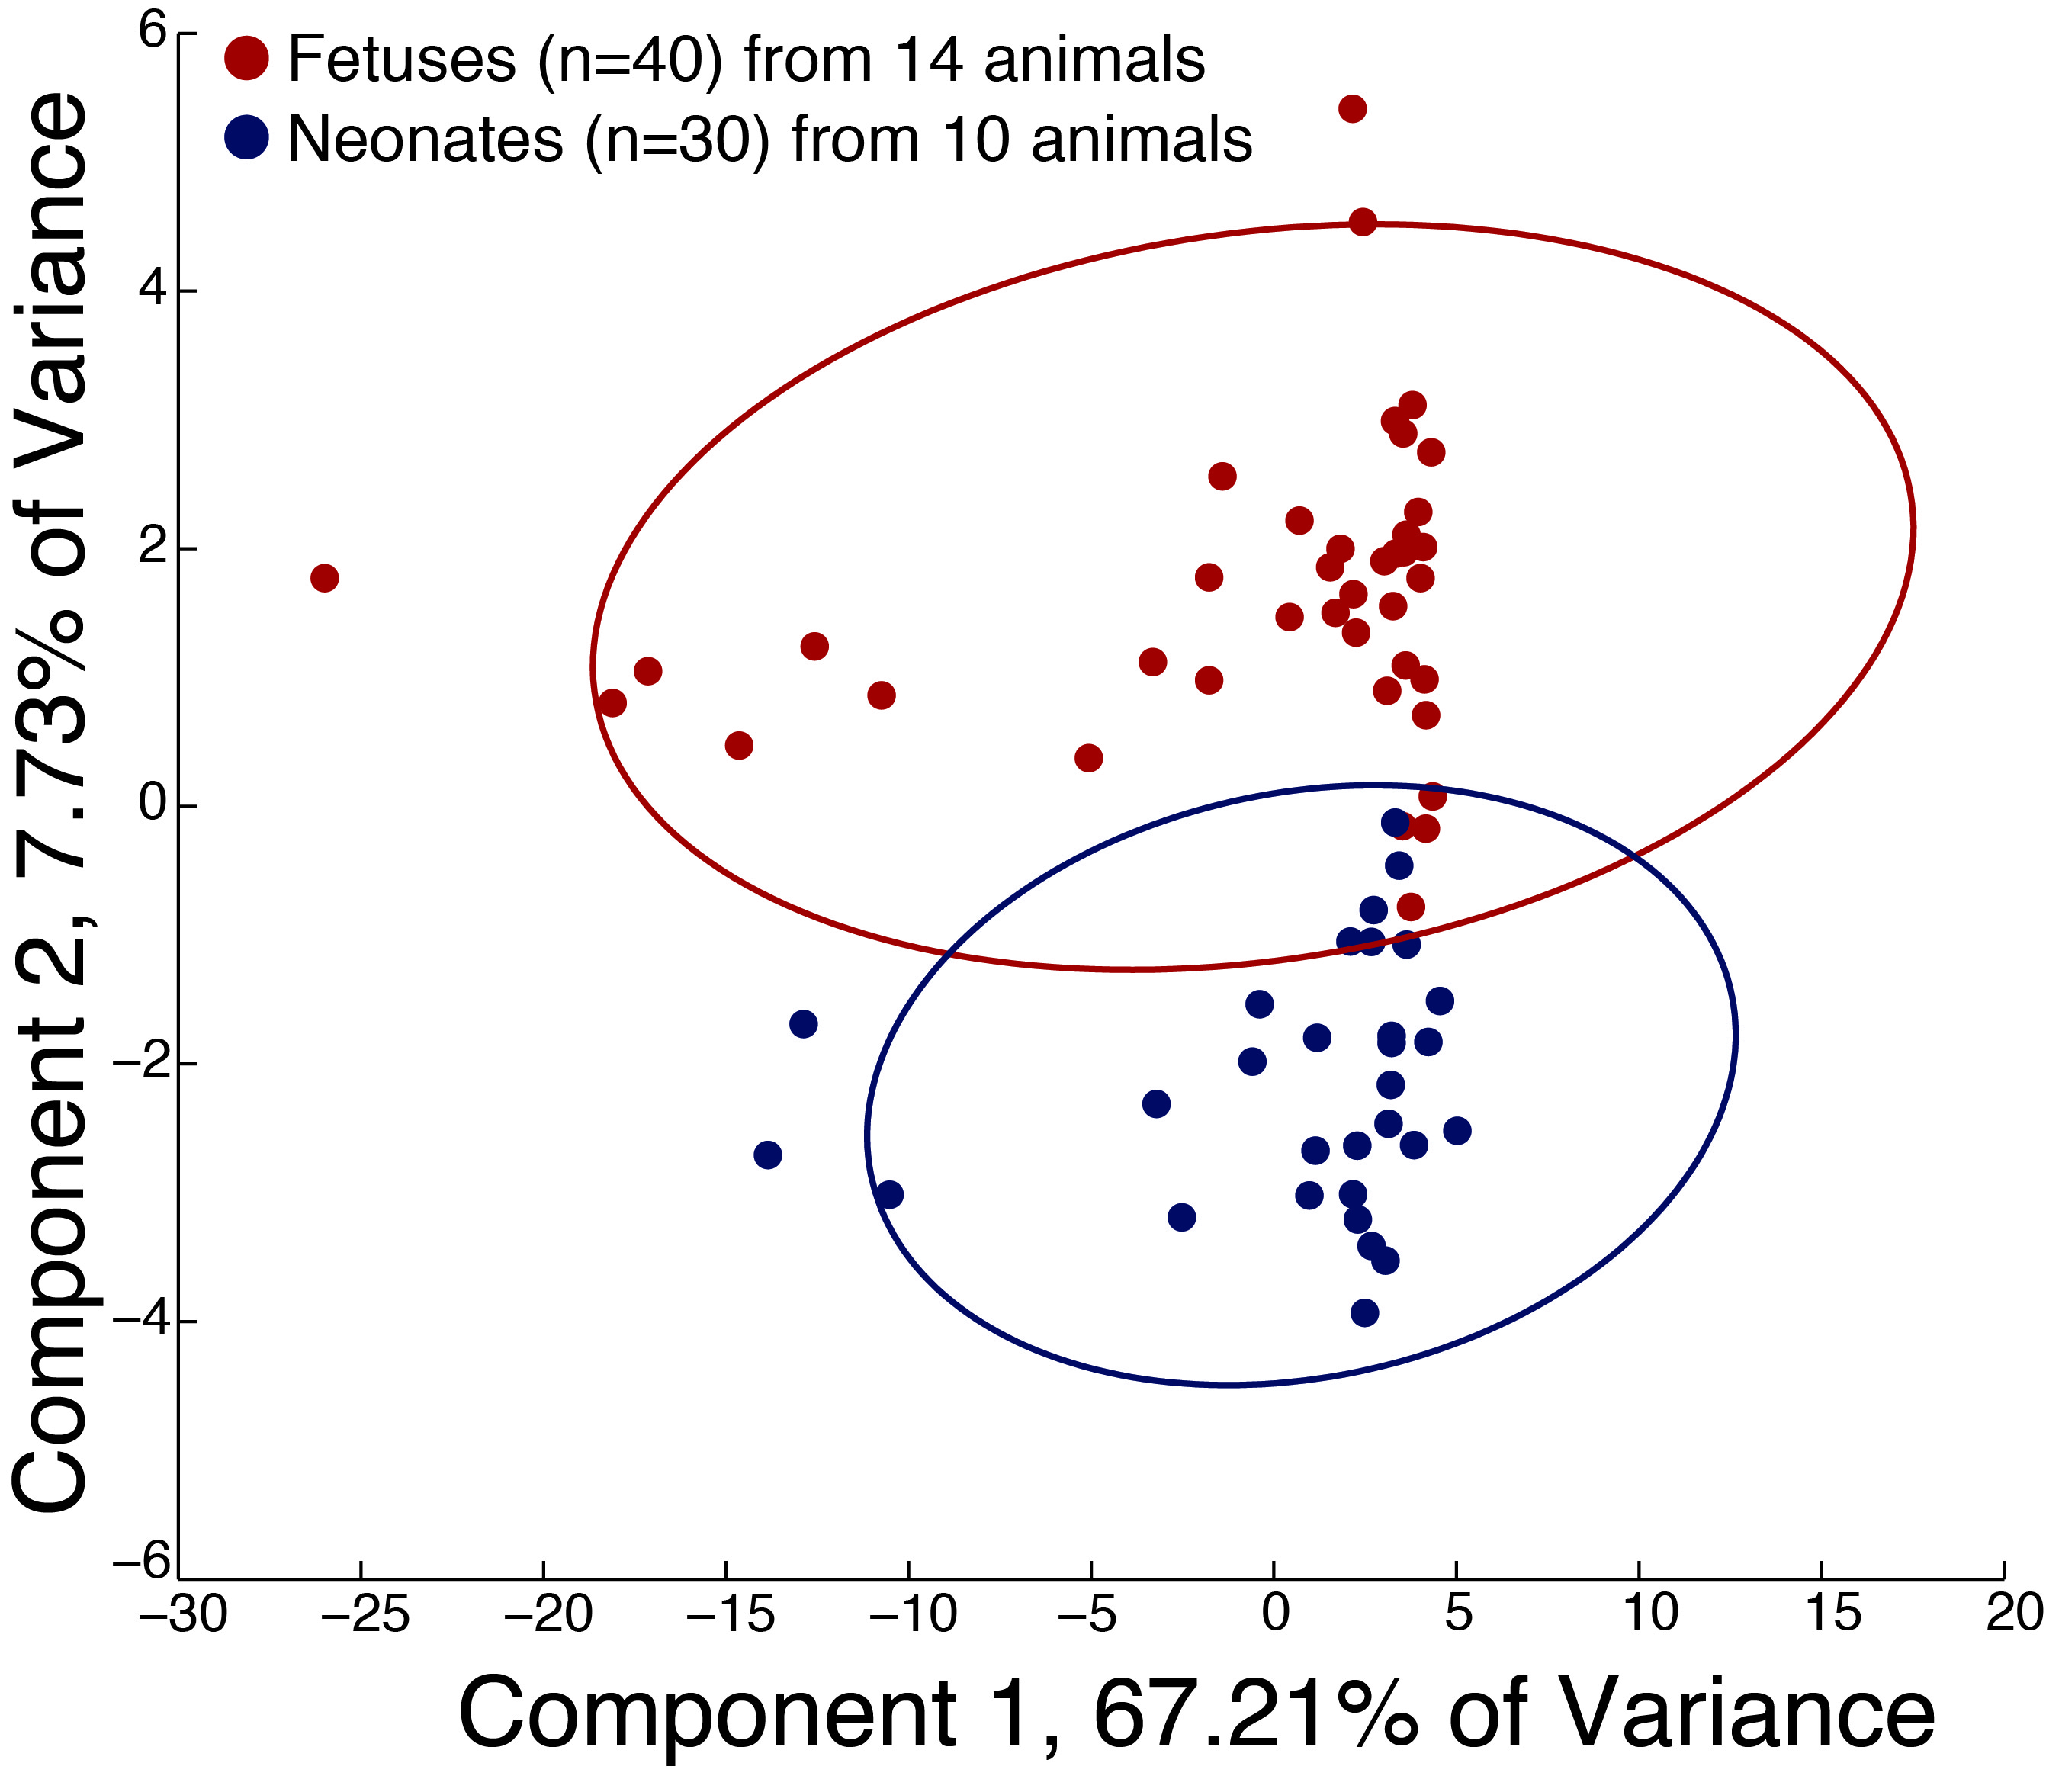 Fetuses (n=40) from 14 animals
Neonates (n=30) from 10 animals
Component 2, 7.73% of Variance
6
4
2
0
−2
−4
−6
−30 −25 −20 −15 −10 −5 0 5 10 15 20
Component 1, 67.21% of Variance